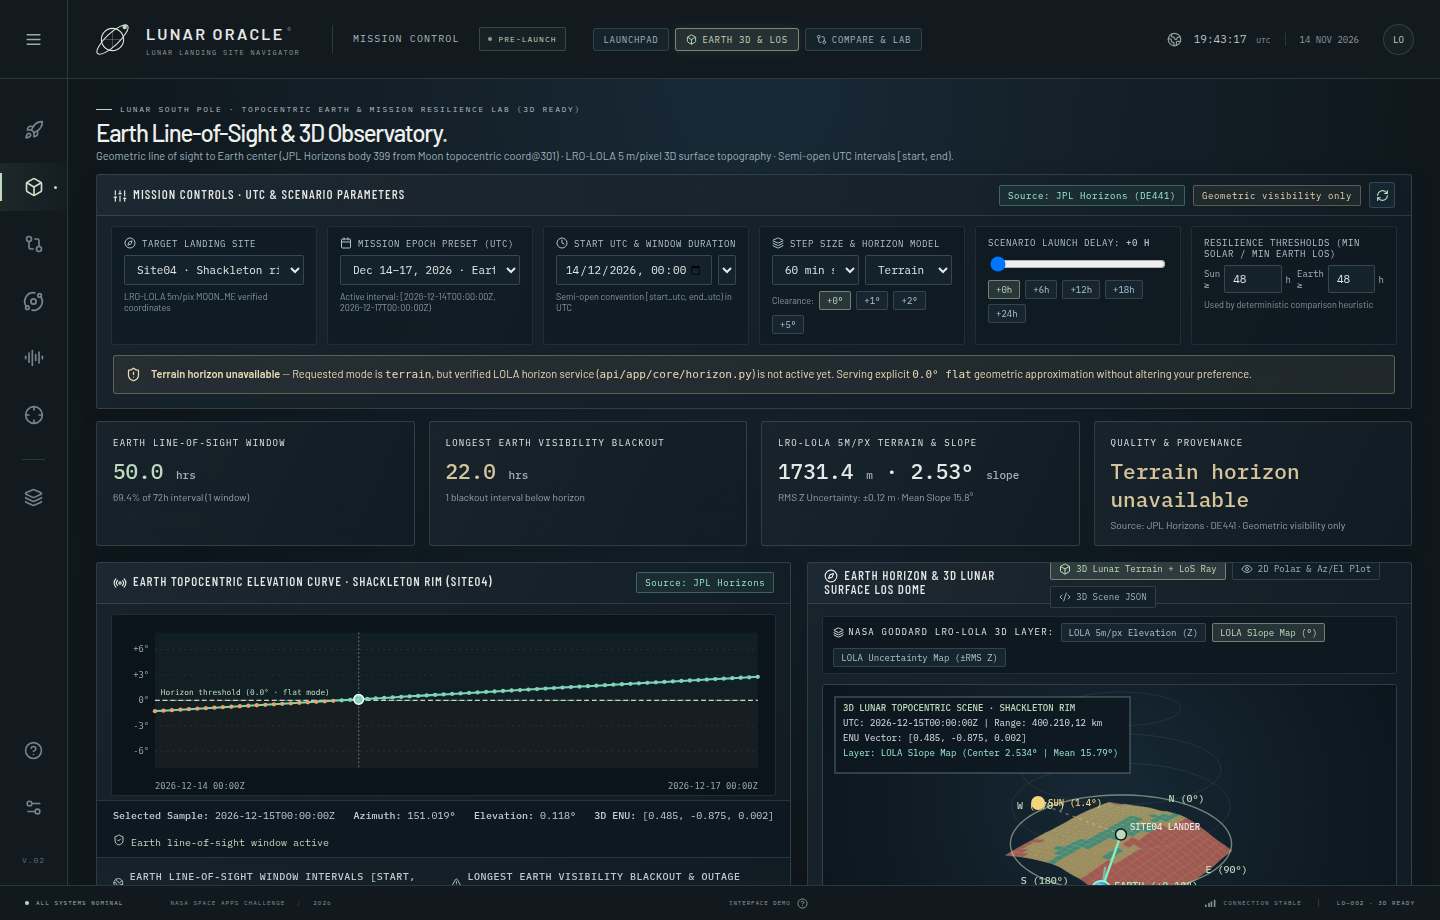 LUNAR ORACLE
LUNAR LANDING SITE NAVIGATOR
MISSION CONTROL
PRE-LAUNCH
LAUNCHPAD
EARTH 3D & LOS
COMPARE & LAB
19:43:17 UTC
14 NOV 2026
LO
LUNAR SOUTH POLE · TOPOCENTRIC EARTH & MISSION RESILIENCE LAB (3D READY)
Earth Line-of-Sight & 3D Observatory.
Geometric line of sight to Earth center (JPL Horizons body 399 from Moon topocentric coord@301) · LRO-LOLA 5 m/pixel 3D surface topography · Semi-open UTC intervals [start, end).
MISSION CONTROLS · UTC & SCENARIO PARAMETERS
Source: JPL Horizons (DE441)
Geometric visibility only
TARGET LANDING SITE
Site04 · Shackleton ri
LRO-LOLA 5m/pix MOON_ME verified
coordinates
MISSION EPOCH PRESET (UTC)
Dec 14–17, 2026 · Eart
Active interval: [2026-12-14T00:00:00Z,
2026-12-17T00:00:00Z)
START UTC & WINDOW DURATION
14/12/2026, 00:00
Semi-open convention [start_utc, end_utc) in
UTC
STEP SIZE & HORIZON MODEL
60 min s
Terrain
Clearance: +0° +1° +2°
+5°
SCENARIO LAUNCH DELAY: +0 H
+0h +6h +12h +18h
+24h
RESILIENCE THRESHOLDS (MIN
SOLAR / MIN EARTH LOS)
Sun ≥ 48 h Earth ≥ 48 h
Used by deterministic comparison heuristic
Terrain horizon unavailable — Requested mode is terrain, but verified LOLA horizon service (api/app/core/horizon.py) is not active yet. Serving explicit 0.0° flat geometric approximation without altering your preference.
EARTH LINE-OF-SIGHT WINDOW
50.0 hrs
69.4% of 72h interval (1 window)
LONGEST EARTH VISIBILITY BLACKOUT
22.0 hrs
1 blackout interval below horizon
LRO-LOLA 5M/PX TERRAIN & SLOPE
1731.4 m · 2.53° slope
RMS Z Uncertainty: ±0.12 m · Mean Slope 15.8°
QUALITY & PROVENANCE
Terrain horizon
unavailable
Source: JPL Horizons · DE441 · Geometric visibility only
EARTH TOPOCENTRIC ELEVATION CURVE · SHACKLETON RIM (SITE04)
Source: JPL Horizons
+6°
+3°
0°
-3°
-6°
Horizon threshold (0.0° · flat mode)
2026-12-14 00:00Z
2026-12-17 00:00Z
Selected Sample: 2026-12-15T00:00:00Z Azimuth: 151.019° Elevation: 0.118° 3D ENU: [0.485, -0.875, 0.002]
Earth line-of-sight window active
EARTH LINE-OF-SIGHT WINDOW INTERVALS [START,
LONGEST EARTH VISIBILITY BLACKOUT & OUTAGE
EARTH HORIZON & 3D LUNAR
SURFACE LOS DOME
3D Lunar Terrain + LoS Ray
2D Polar & Az/El Plot
3D Scene JSON
NASA GODDARD LRO-LOLA 3D LAYER:
LOLA 5m/px Elevation (Z)
LOLA Slope Map (°)
LOLA Uncertainty Map (±RMS Z)
3D LUNAR TOPOCENTRIC SCENE · SHACKLETON RIM
UTC: 2026-12-15T00:00:00Z | Range: 400.210,12 km
ENU Vector: [0.485, -0.875, 0.002]
Layer: LOLA Slope Map (Center 2.534° | Mean 15.79°)
W
SUN (1.4°)
N (0°)
SITE04 LANDER
E (90°)
S (180°)
V.02
ALL SYSTEMS NOMINAL
NASA SPACE APPS CHALLENGE / 2026
INTERFACE DEMO
CONNECTION STABLE
LO—002 · 3D READY